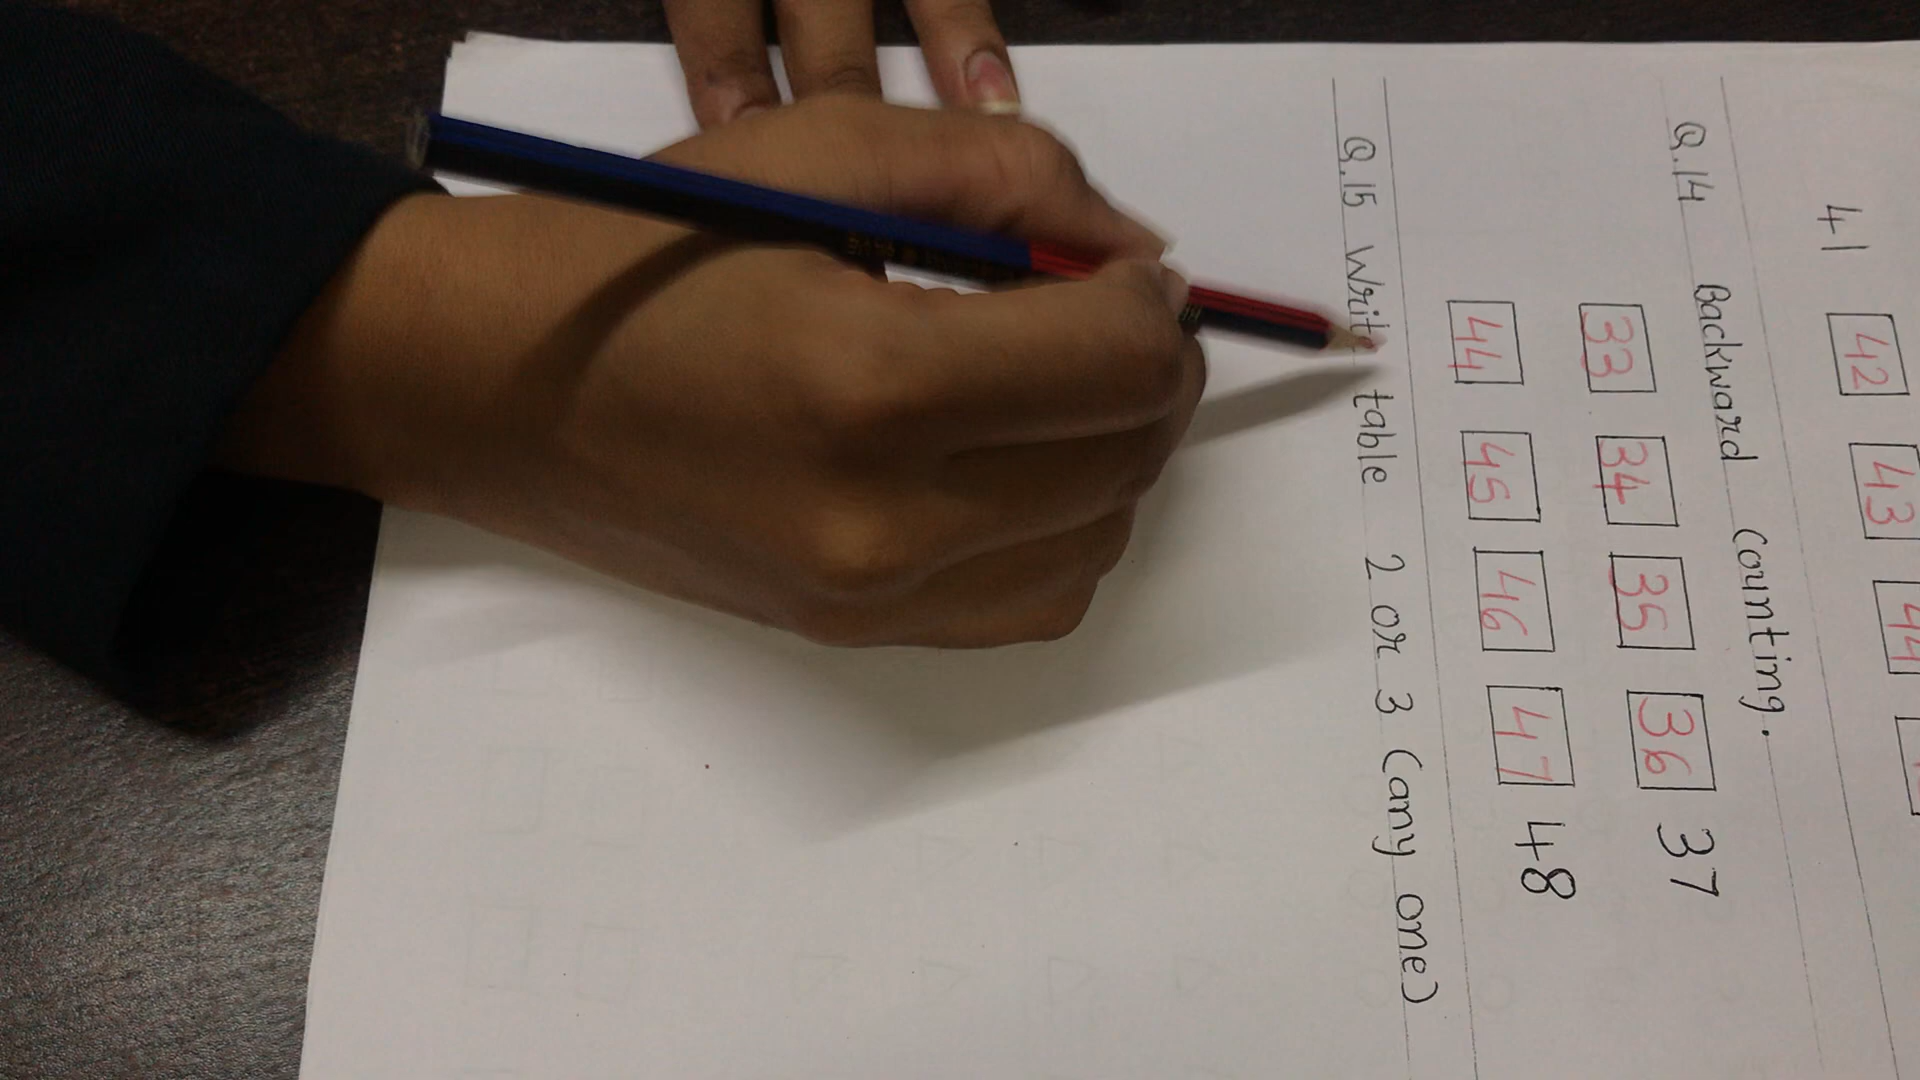 41 42 43 44
Q.14 Backward Counting.
33 34 35 36 37
44 45 46 47 48
Q.15 Write table 2 or 3 (any one)